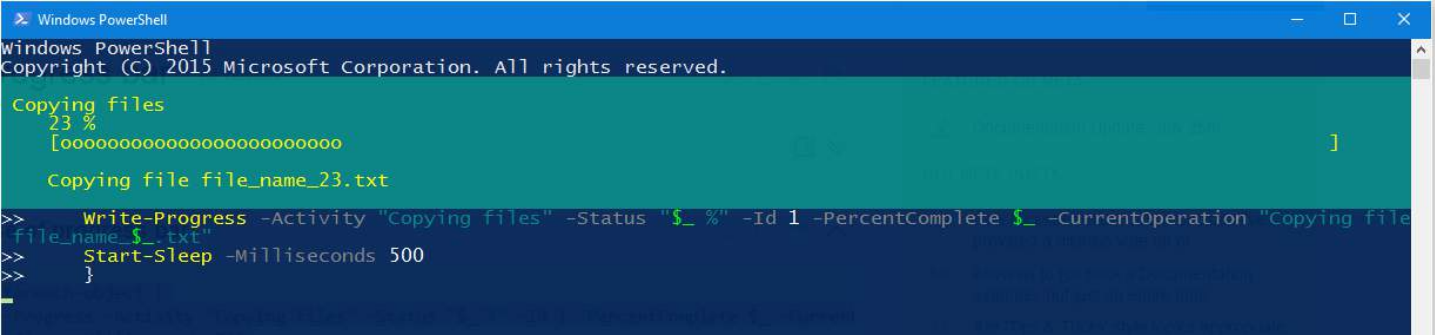 Windows PowerShell
Windows PowerShell
Copyright (C) 2015 Microsoft Corporation. All rights reserved.
Copying files
23 %
[oooooooooooooooooooooooo ]
Copying file file_name_23.txt
>> Write-Progress -Activity "Copying files" -Status "$_ %" -Id 1 -PercentComplete $_ -CurrentOperation "Copying file
file_name_$_.txt"
>> Start-Sleep -Milliseconds 500
>> }